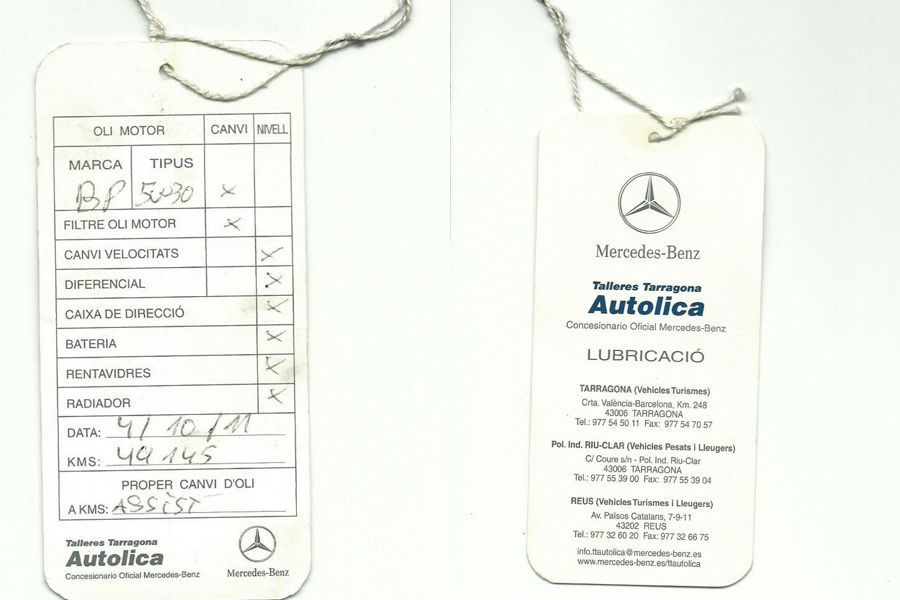 OLI MOTOR CANVI NIVELL
MARCA TIPUS
BP 5W30 x
FILTRE OLI MOTOR x
CANVI VELOCITATS x
DIFERENCIAL x
CAIXA DE DIRECCIÓ x
BATERIA x
RENTAVIDRES x
RADIADOR x
DATA: 4/10/11
KMS: 49145
PROPER CANVI D'OLI
A KMS: ASSIST
Talleres Tarragona
Autolica
Concesionario Oficial Mercedes-Benz
Mercedes-Benz
Mercedes-Benz
Talleres Tarragona
Autolica
Concesionario Oficial Mercedes-Benz
LUBRICACIÓ
TARRAGONA (Vehicles Turismes)
Crta. València-Barcelona, Km. 248
43006 TARRAGONA
Tel.: 977 54 50 11 Fax: 977 54 70 57
Pol. Ind. RIU-CLAR (Vehicles Pesats i Lleugers)
C/ Coure s/n - Pol. Ind. Riu-Clar
43006 TARRAGONA
Tel.: 977 55 39 00 Fax: 977 55 39 04
REUS (Vehicles Turismes i Lleugers)
Av. Països Catalans, 7-9-11
43202 REUS
Tel.: 977 32 60 20 Fax: 977 32 66 75
info.ttautolica@mercedes-benz.es
www.mercedes-benz.es/ttautolica